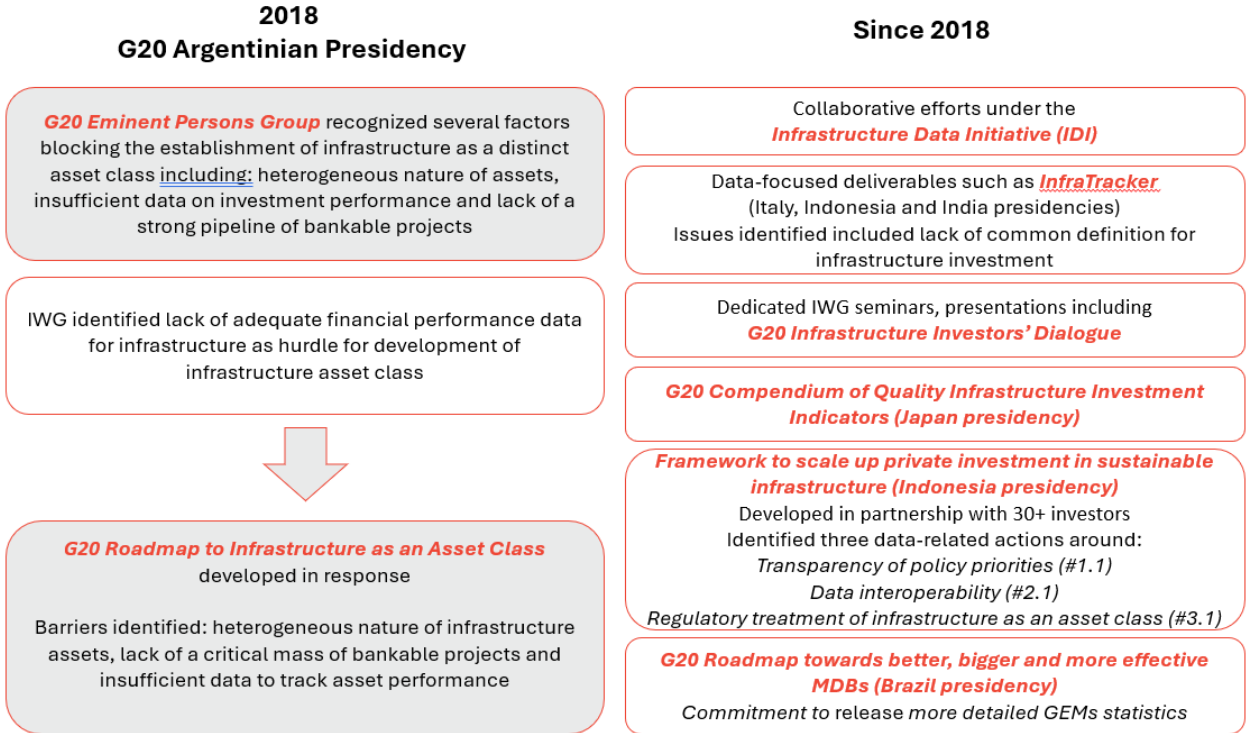 2018
G20 Argentinian Presidency
G20 Eminent Persons Group recognized several factors
blocking the establishment of infrastructure as a distinct
asset class including: heterogeneous nature of assets,
insufficient data on investment performance and lack of a
strong pipeline of bankable projects
IWG identified lack of adequate financial performance data
for infrastructure as hurdle for development of
infrastructure asset class
G20 Roadmap to Infrastructure as an Asset Class
developed in response
Barriers identified: heterogeneous nature of infrastructure
assets, lack of a critical mass of bankable projects and
insufficient data to track asset performance
Since 2018
Collaborative efforts under the
Infrastructure Data Initiative (IDI)
Data-focused deliverables such as InfraTracker
(Italy, Indonesia and India presidencies)
Issues identified included lack of common definition for
infrastructure investment
Dedicated IWG seminars, presentations including
G20 Infrastructure Investors’ Dialogue
G20 Compendium of Quality Infrastructure Investment
Indicators (Japan presidency)
Framework to scale up private investment in sustainable
infrastructure (Indonesia presidency)
Developed in partnership with 30+ investors
Identified three data-related actions around:
Transparency of policy priorities (#1.1)
Data interoperability (#2.1)
Regulatory treatment of infrastructure as an asset class (#3.1)
G20 Roadmap towards better, bigger and more effective
MDBs (Brazil presidency)
Commitment to release more detailed GEMs statistics